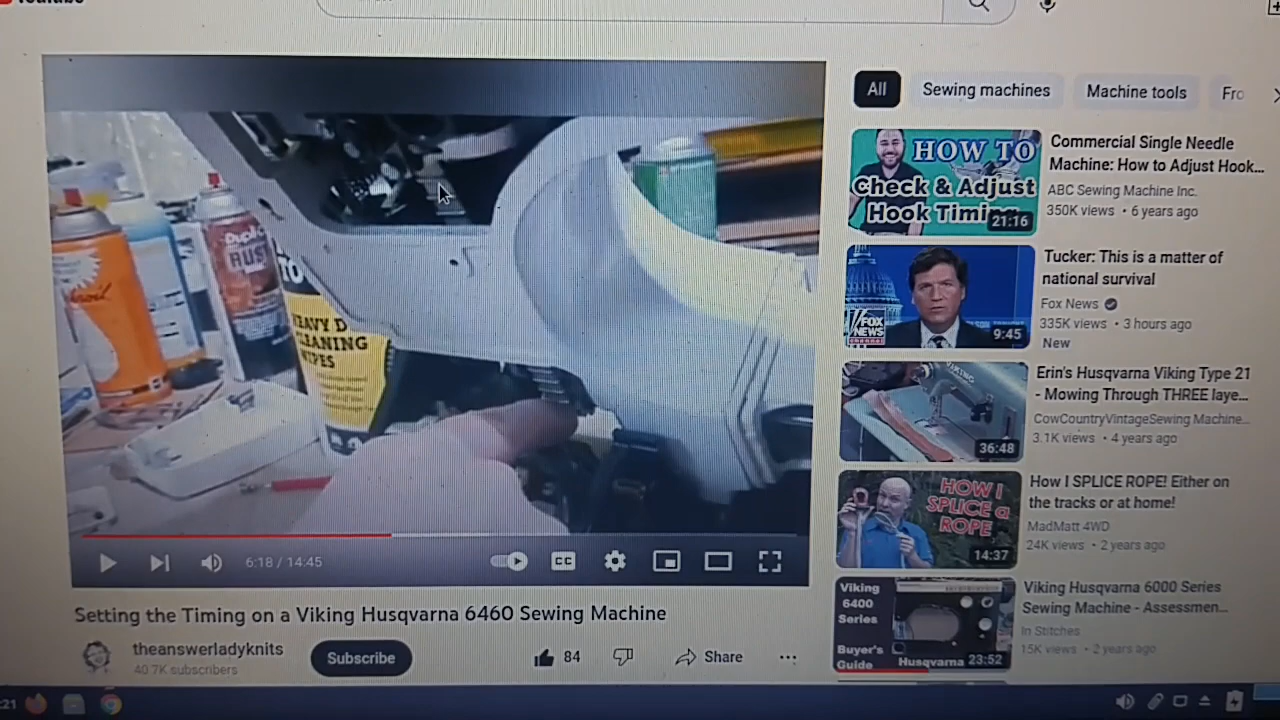 All
Sewing machines
Machine tools
Fro
HOW TO
Check & Adjust
Hook Timing
21:16
Commercial Single Needle
Machine: How to Adjust Hook...
ABC Sewing Machine Inc.
350K views • 6 years ago
Tucker: This is a matter of
national survival
Fox News
335K views • 3 hours ago
New
FOX
NEWS
channel
9:45
Erin's Husqvarna Viking Type 21
- Mowing Through THREE laye...
CowCountryVintageSewing Machine...
3.1K views • 4 years ago
VIKING
36:48
How I SPLICE ROPE! Either on
the tracks or at home!
MadMatt 4WD
24K views • 2 years ago
HOW I
SPLICE a
ROPE
14:37
Viking Husqvarna 6000 Series
Sewing Machine - Assessmen...
In Stitches
15K views • 2 years ago
Viking
6400
Series
Buyer's
Guide
Husqvarna
23:52
RUST
HEAVY D
CLEANING
WIPES
6:18 / 14:45
CC
Setting the Timing on a Viking Husqvarna 6460 Sewing Machine
theanswerladyknits
40.7K subscribers
Subscribe
84
Share
:21